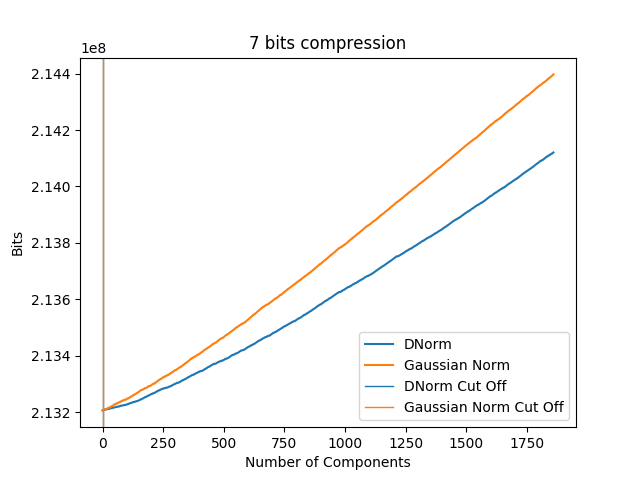 7 bits compression
1e8
2.144
2.142
2.140
2.138
2.136
2.134
2.132
Bits
0 250 500 750 1000 1250 1500 1750
Number of Components
DNorm
Gaussian Norm
DNorm Cut Off
Gaussian Norm Cut Off